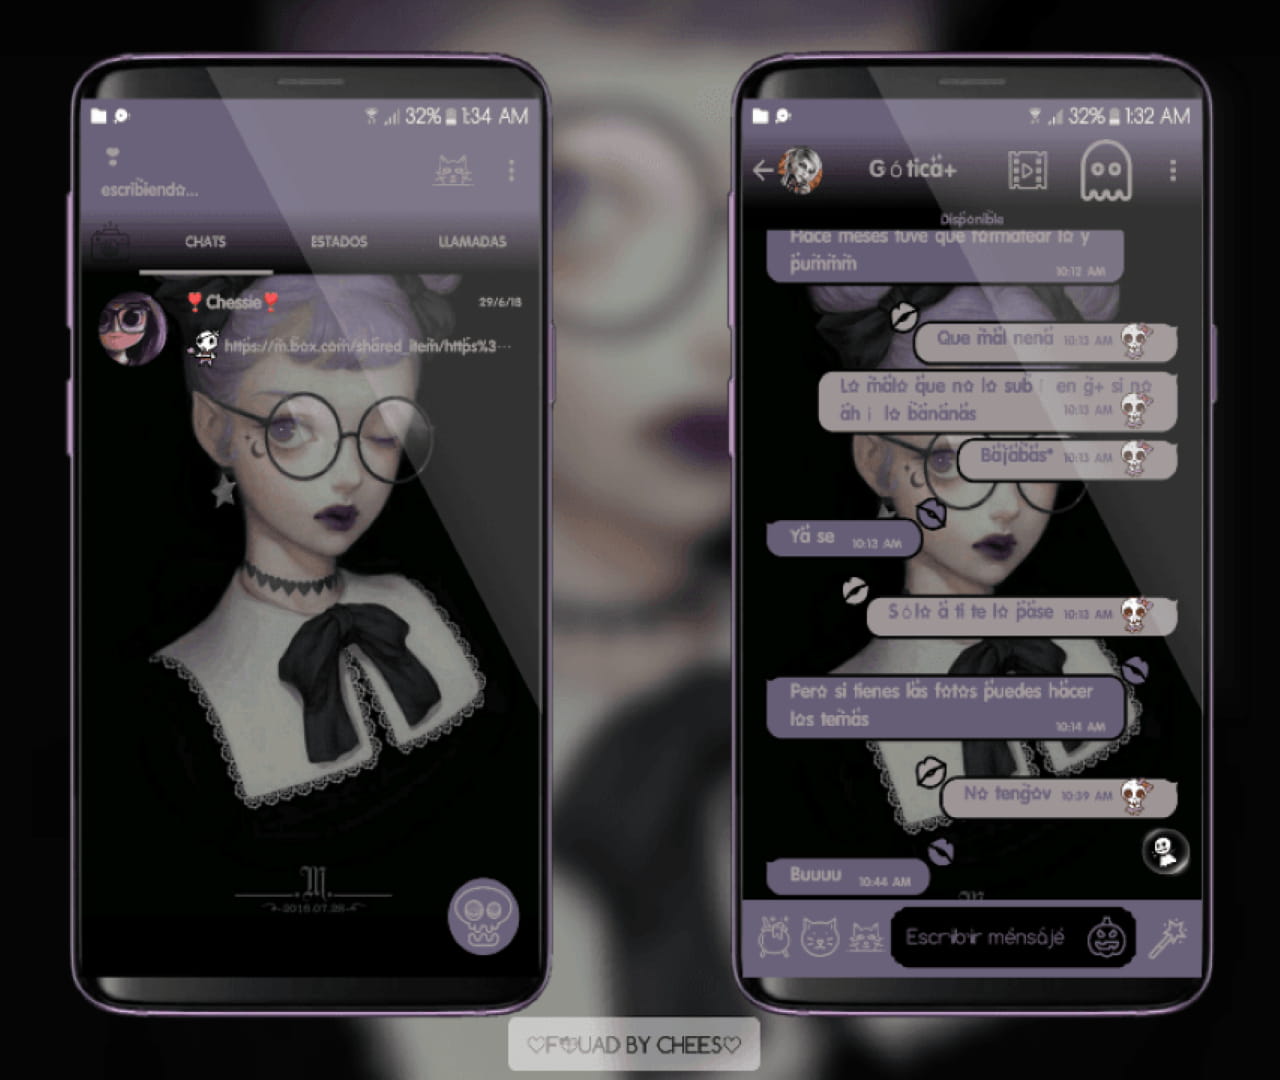 32% 1:34 AM
escribiendo...
CHATS ESTADOS LLAMADAS
Chessie 29/6/18
https://m.box.com/shared_item/https%3...
M
2016.07.28
32% 1:32 AM
Gótica+
Disponible
Hace meses tuve que formatear lo y
pummm 10:12 AM
Que mal nena 10:13 AM
Lo malo que no lo sub en g+ si no
ah i lo bananas 10:13 AM
Bajabas* 10:13 AM
Ya se 10:13 AM
Sólo a ti te lo pase 10:13 AM
Pero si tienes las fotos puedes hacer
los temas 10:14 AM
No tengov 10:39 AM
Buuuu 10:44 AM
Escribir mensaje
♡FOUAD BY CHEES♡